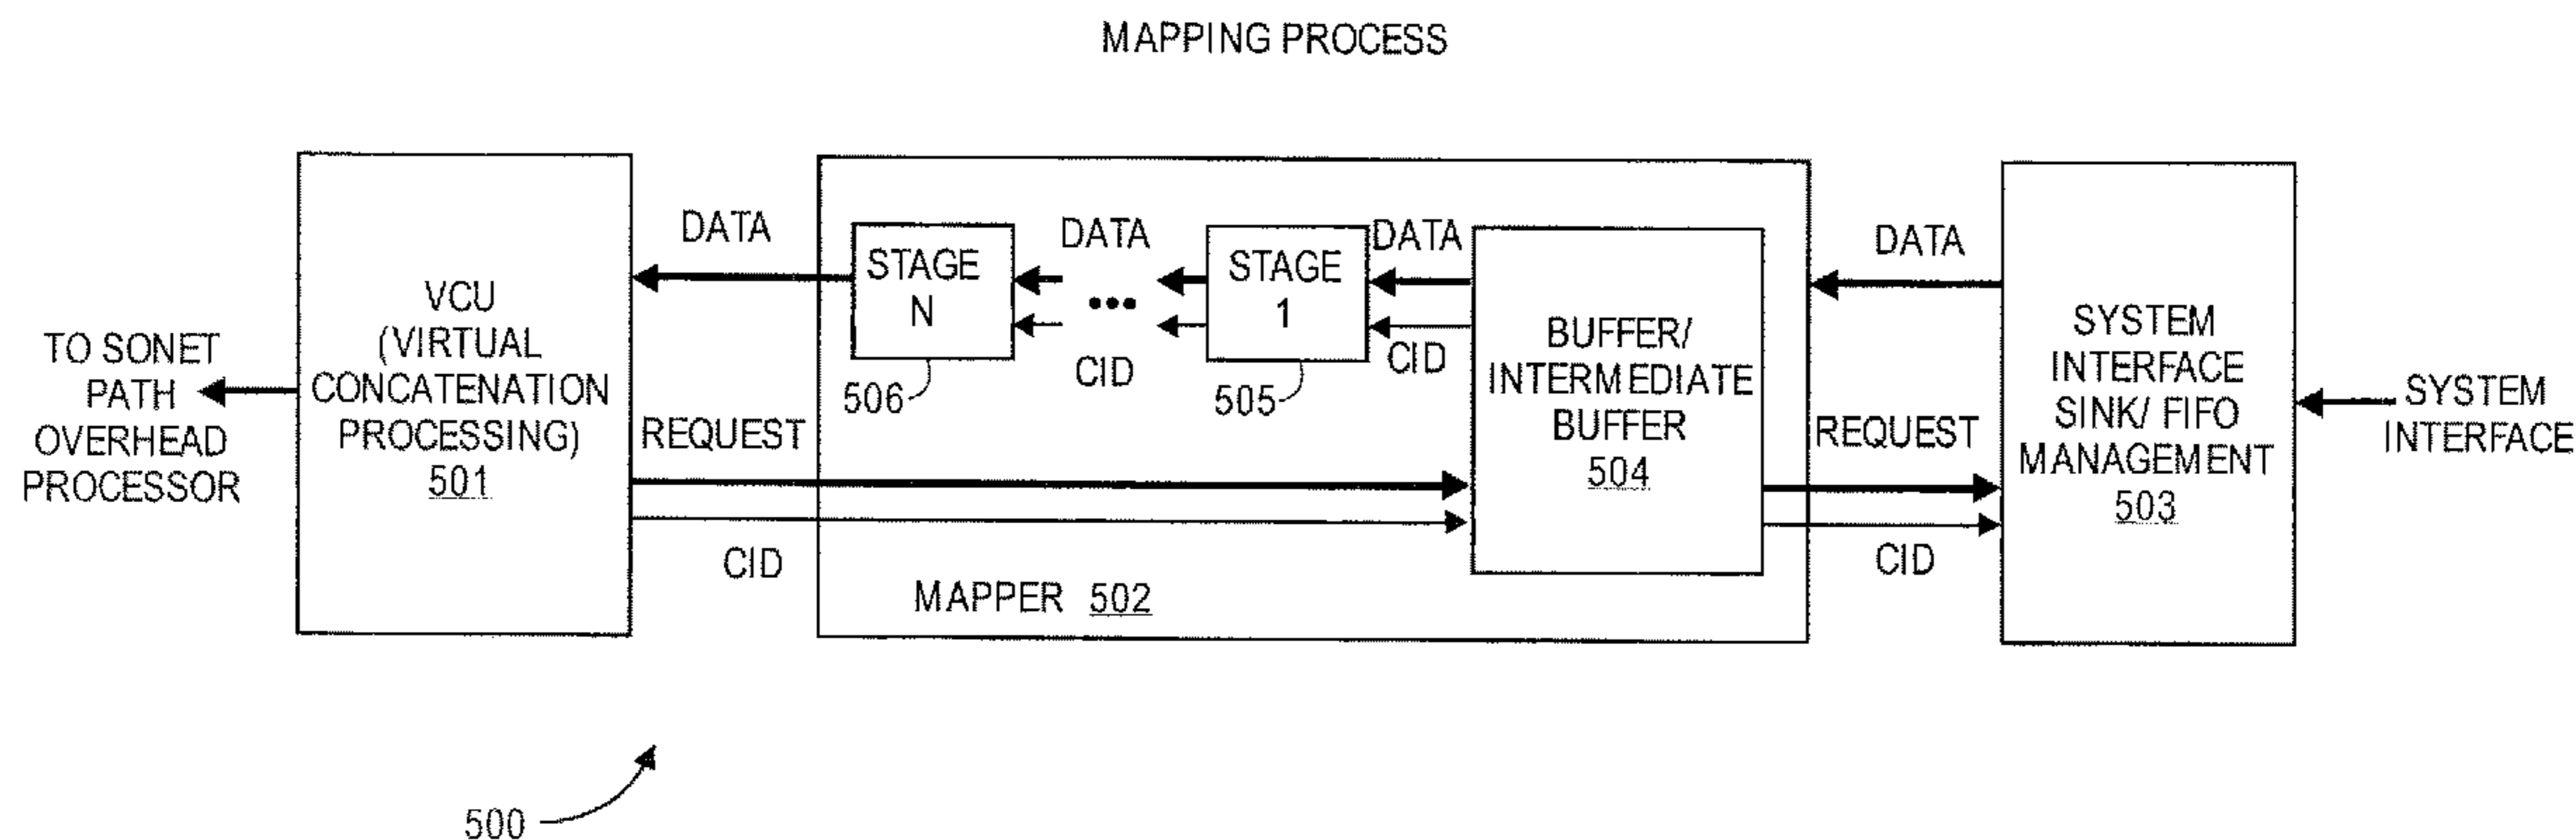 MAPPING PROCESS
TO SONET
PATH
OVERHEAD
PROCESSOR
VCU
(VIRTUAL
CONCATENATION
PROCESSING)
501
DATA
REQUEST
CID
STAGE
N
506
DATA
...
CID
STAGE
1
505
DATA
CID
BUFFER/
INTERMEDIATE
BUFFER
504
MAPPER 502
DATA
REQUEST
CID
SYSTEM
INTERFACE
SINK/ FIFO
MANAGEMENT
503
SYSTEM
INTERFACE
500